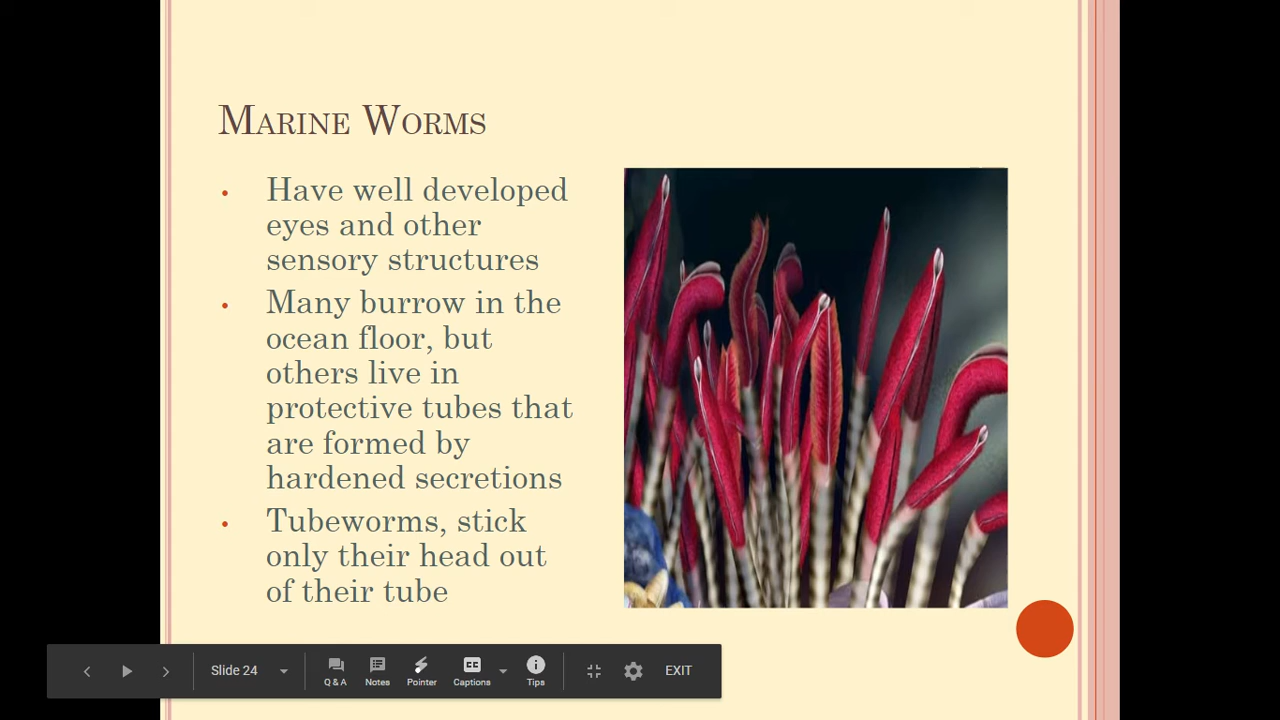 Marine Worms
• Have well developed
eyes and other
sensory structures
• Many burrow in the
ocean floor, but
others live in
protective tubes that
are formed by
hardened secretions
• Tubeworms, stick
only their head out
of their tube
Slide 24
Q & A
Notes
Pointer
CC
Captions
Tips
EXIT